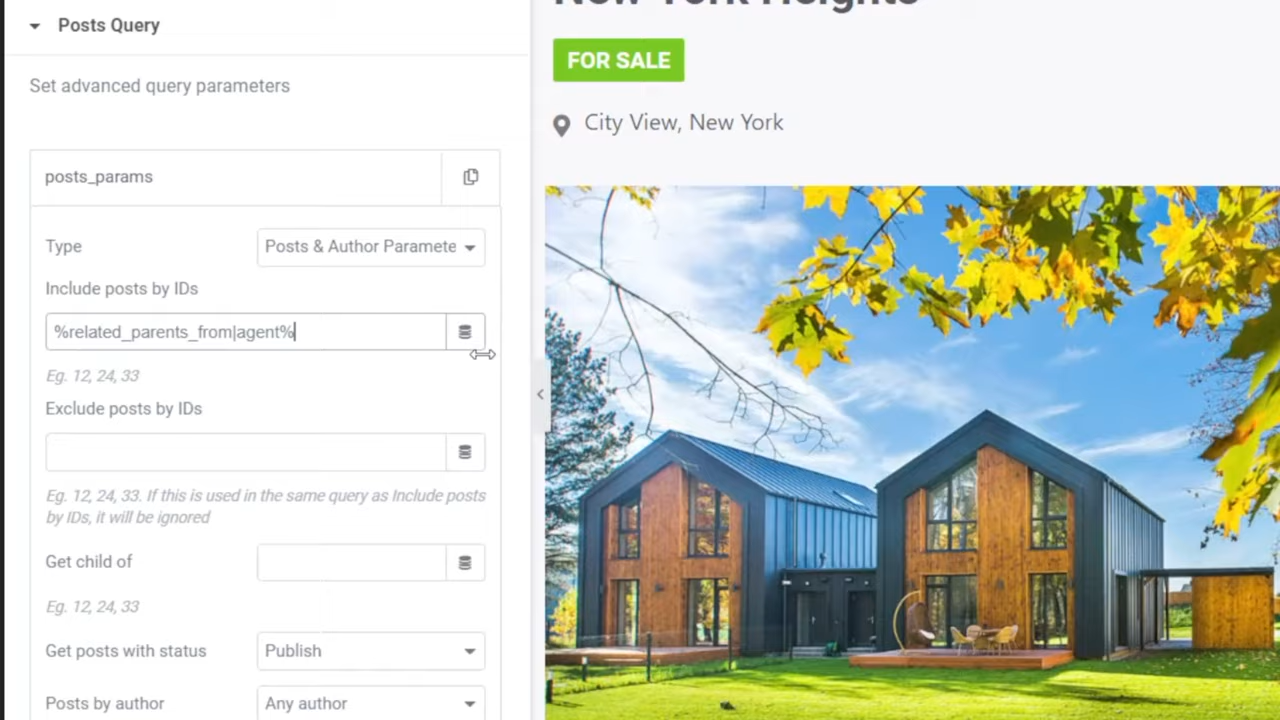 Posts Query
Set advanced query parameters
posts_params
Type
Posts & Author Paramete
Include posts by IDs
%related_parents_from|agent%
Eg. 12, 24, 33
Exclude posts by IDs
Eg. 12, 24, 33. If this is used in the same query as Include posts
by IDs, it will be ignored
Get child of
Eg. 12, 24, 33
Get posts with status
Publish
Posts by author
Any author
New York Heights
FOR SALE
City View, New York